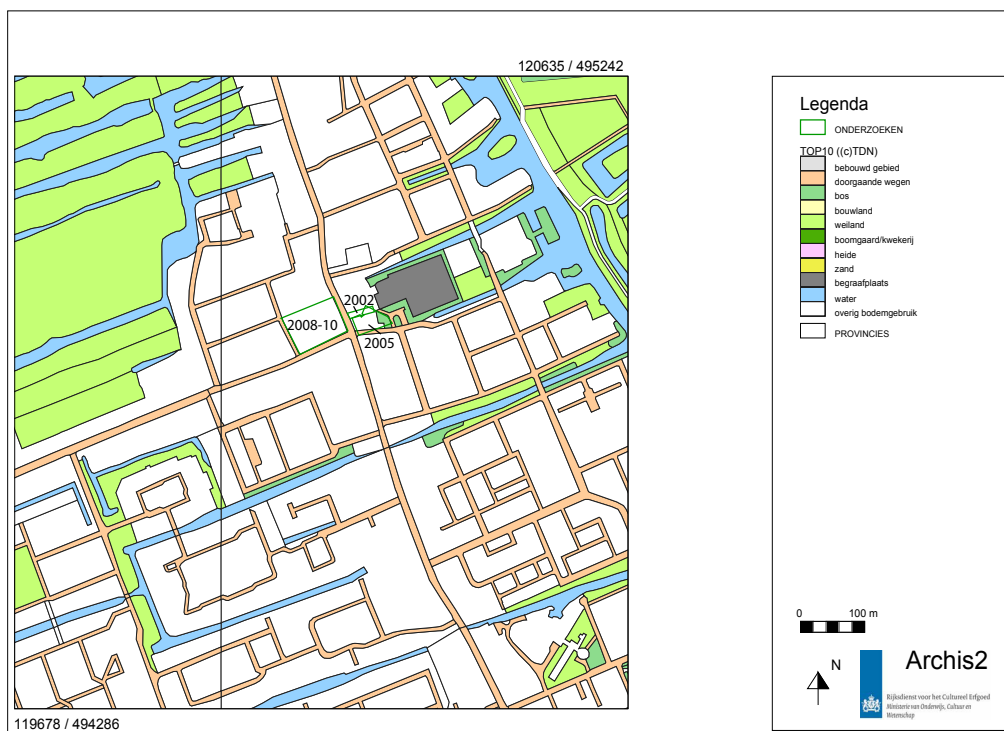 120635 / 495242
2002
2008-10
2005
119678 / 494286
Legenda
ONDERZOEKEN
TOP10 ((c)TDN)
bebouwd gebied
doorgaande wegen
bos
bouwland
weiland
boomgaard/kwekerij
heide
zand
begraafplaats
water
overig bodemgebruik
PROVINCIES
0 100 m
N
Archis2
Rijksdienst voor het Cultureel Erfgoed
Ministerie van Onderwijs, Cultuur en
Wetenschap